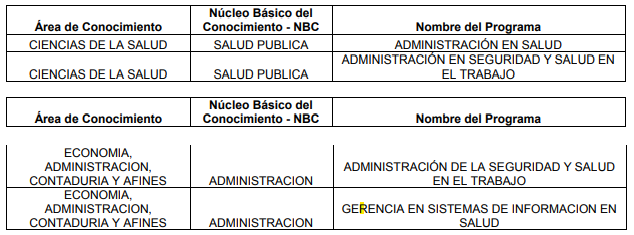 Área de Conocimiento
Núcleo Básico del
Conocimiento - NBC
Nombre del Programa
CIENCIAS DE LA SALUD
SALUD PUBLICA
ADMINISTRACIÓN EN SALUD
CIENCIAS DE LA SALUD
SALUD PUBLICA
ADMINISTRACIÓN EN SEGURIDAD Y SALUD EN
EL TRABAJO
Área de Conocimiento
Núcleo Básico del
Conocimiento - NBC
Nombre del Programa
ECONOMIA,
ADMINISTRACION,
CONTADURIA Y AFINES
ADMINISTRACION
ADMINISTRACIÓN DE LA SEGURIDAD Y SALUD
EN EL TRABAJO
ECONOMIA,
ADMINISTRACION,
CONTADURIA Y AFINES
ADMINISTRACION
GERENCIA EN SISTEMAS DE INFORMACION EN
SALUD